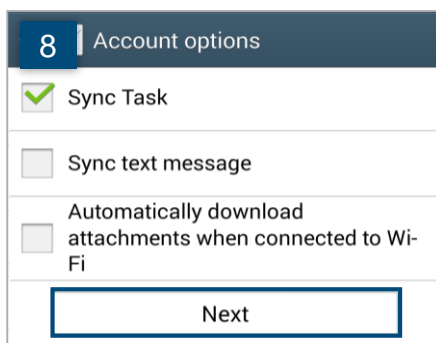 8
Account options
Sync Task
Sync text message
Automatically download
attachments when connected to Wi-
Fi
Next